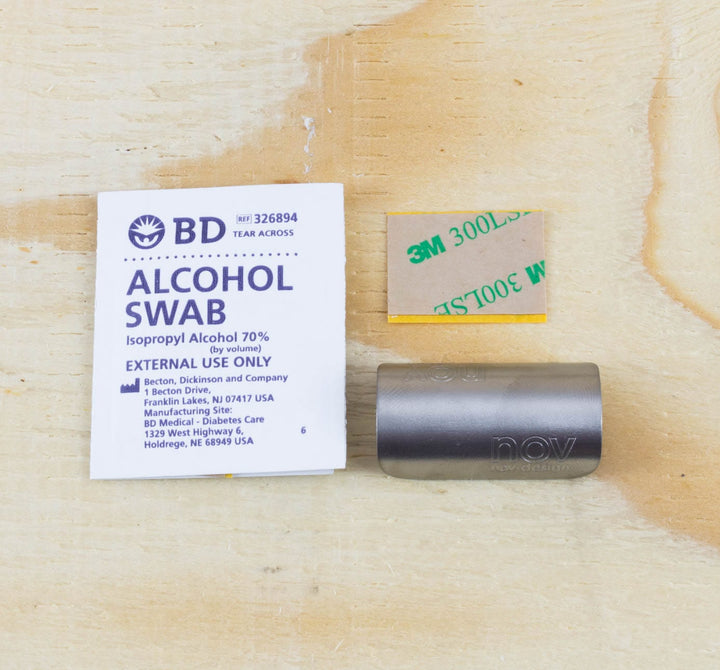 BD
REF 326894
TEAR ACROSS
ALCOHOL
SWAB
Isopropyl Alcohol 70%
(by volume)
EXTERNAL USE ONLY
Becton, Dickinson and Company
1 Becton Drive,
Franklin Lakes, NJ 07417 USA
Manufacturing Site:
BD Medical - Diabetes Care
1329 West Highway 6,
Holdrege, NE 68949 USA
6
3M 300LSE
300LSE
nov
nov-design